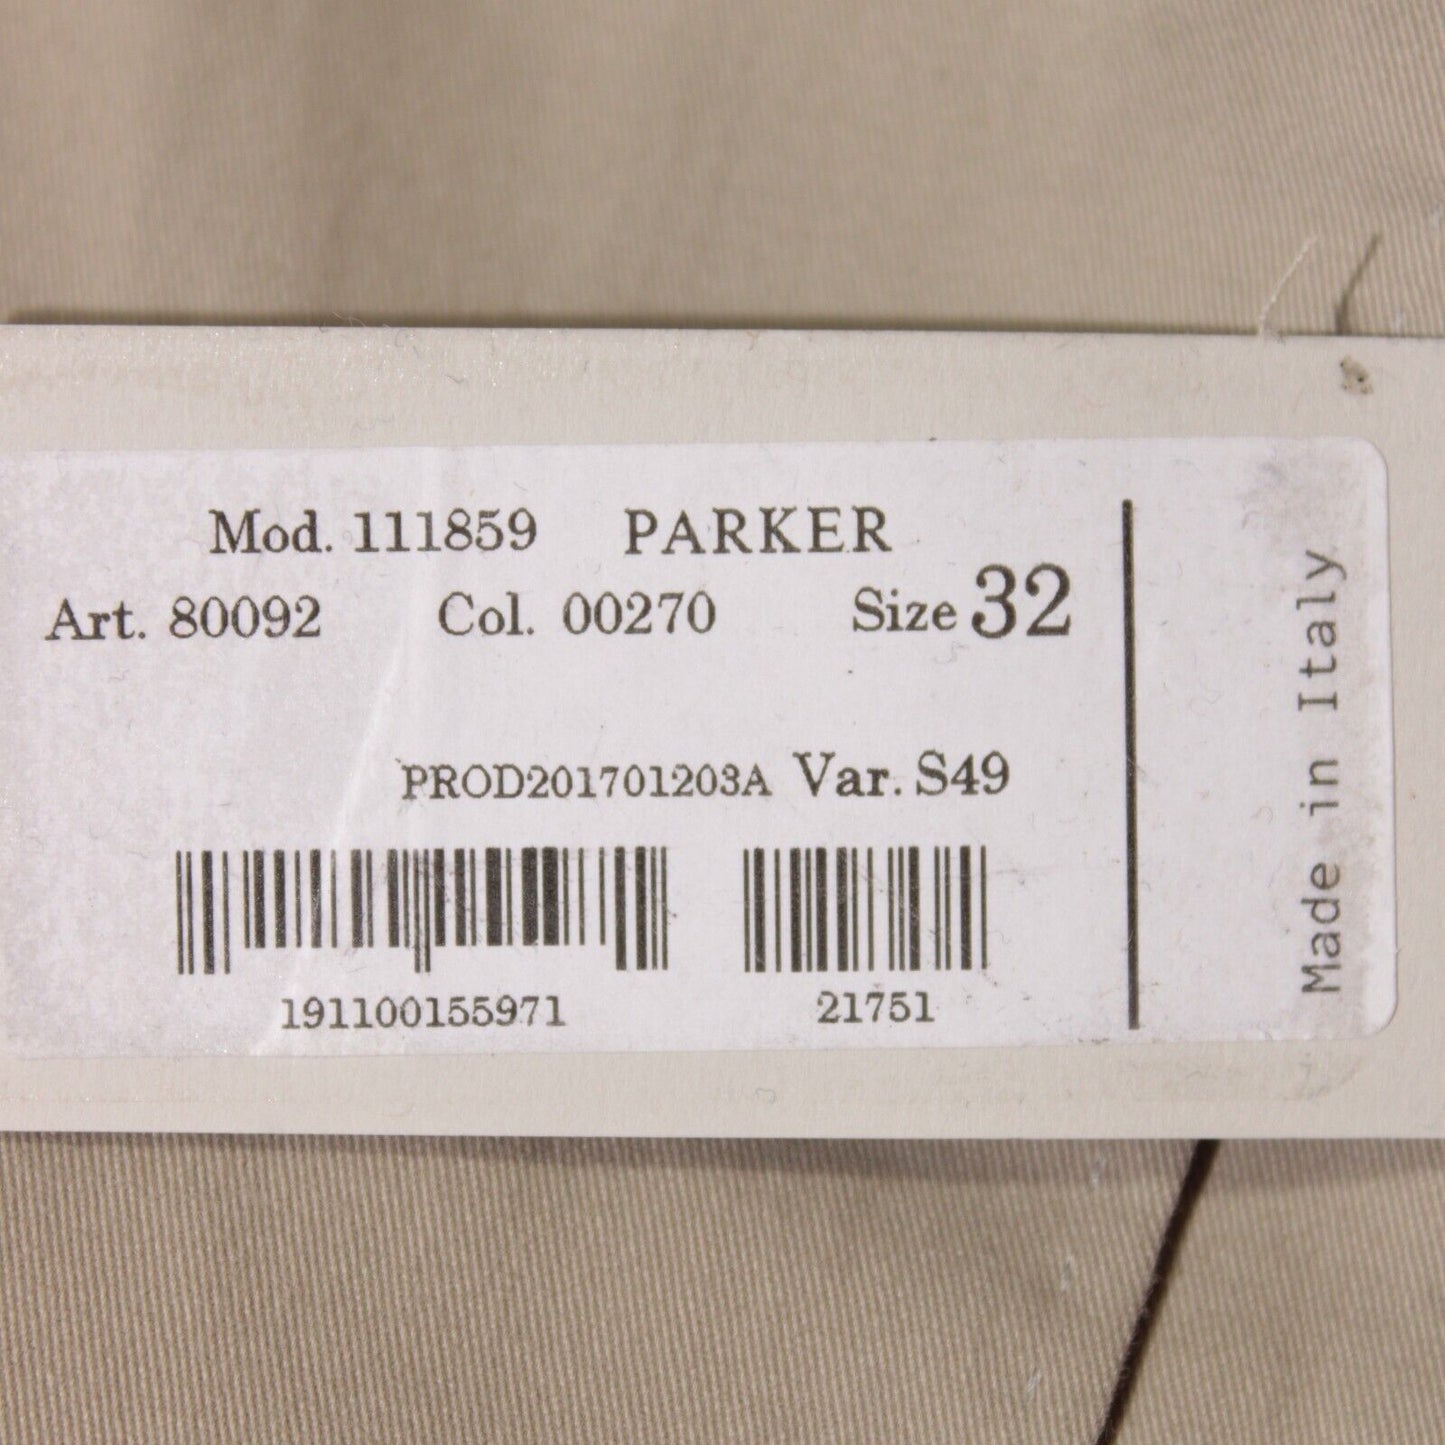 Mod. 111859 PARKER
Art. 80092 Col. 00270 Size 32
PROD201701203A Var. S49
191100155971 21751
Made in Italy